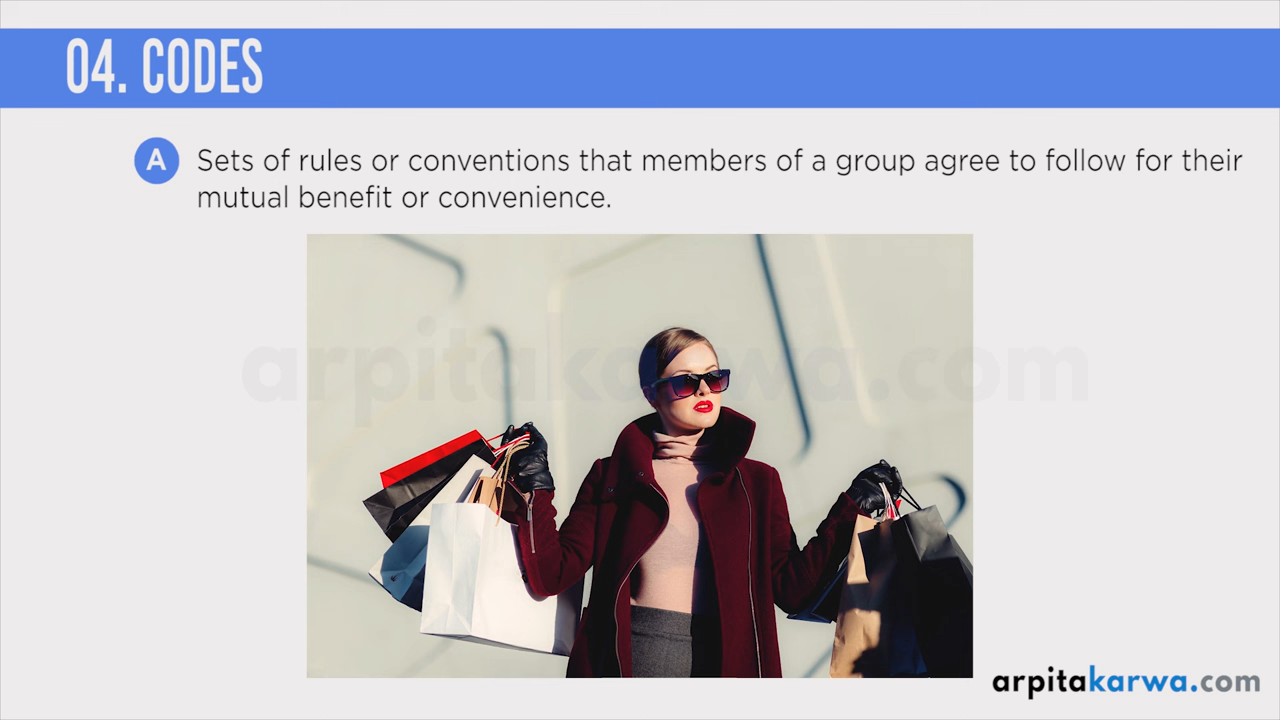 04. CODES
A Sets of rules or conventions that members of a group agree to follow for their
mutual benefit or convenience.
arpitakarwa.com
arpitakarwa.com